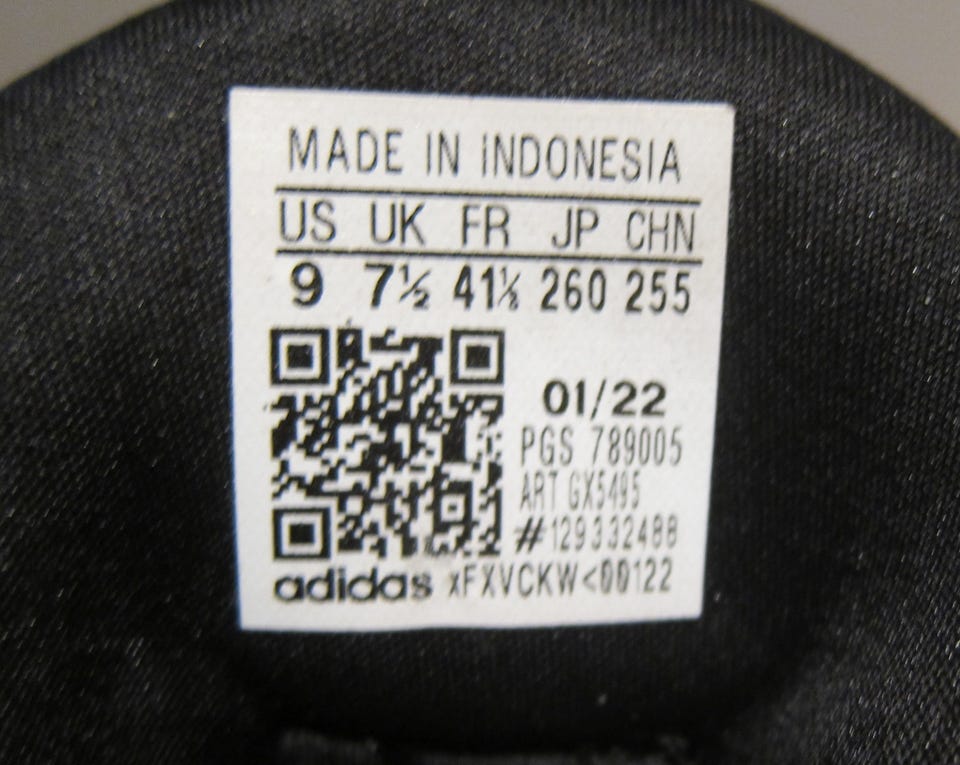 MADE IN INDONESIA
US UK FR JP CHN
9 7½ 41⅓ 260 255
01/22
PGS 789005
ART GX5495
#129332488
adidas xFXVCKW<00122